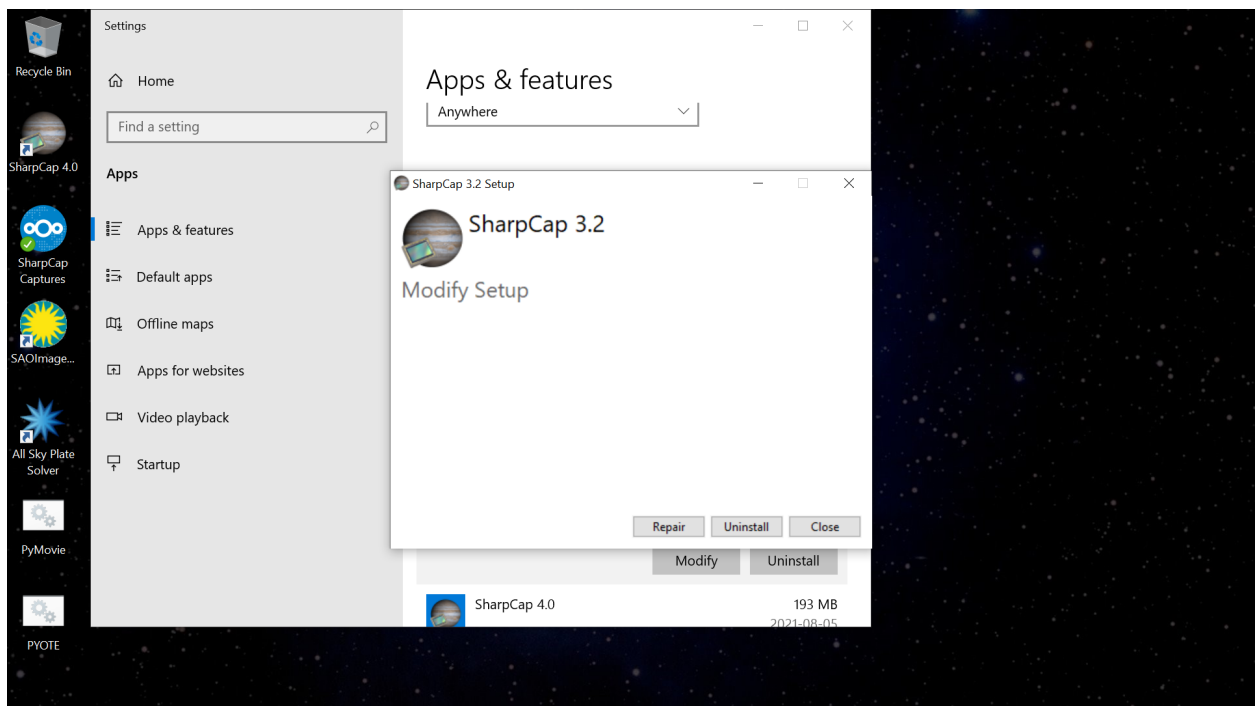 Recycle Bin
SharpCap 4.0
SharpCap
Captures
SAOImage...
All Sky Plate
Solver
PyMovie
PYOTE
Settings
Home
Find a setting
Apps
Apps & features
Default apps
Offline maps
Apps for websites
Video playback
Startup
Apps & features
Anywhere
SharpCap 3.2 Setup
SharpCap 3.2
Modify Setup
Repair Uninstall Close
Modify Uninstall
SharpCap 4.0 193 MB
2021-08-05